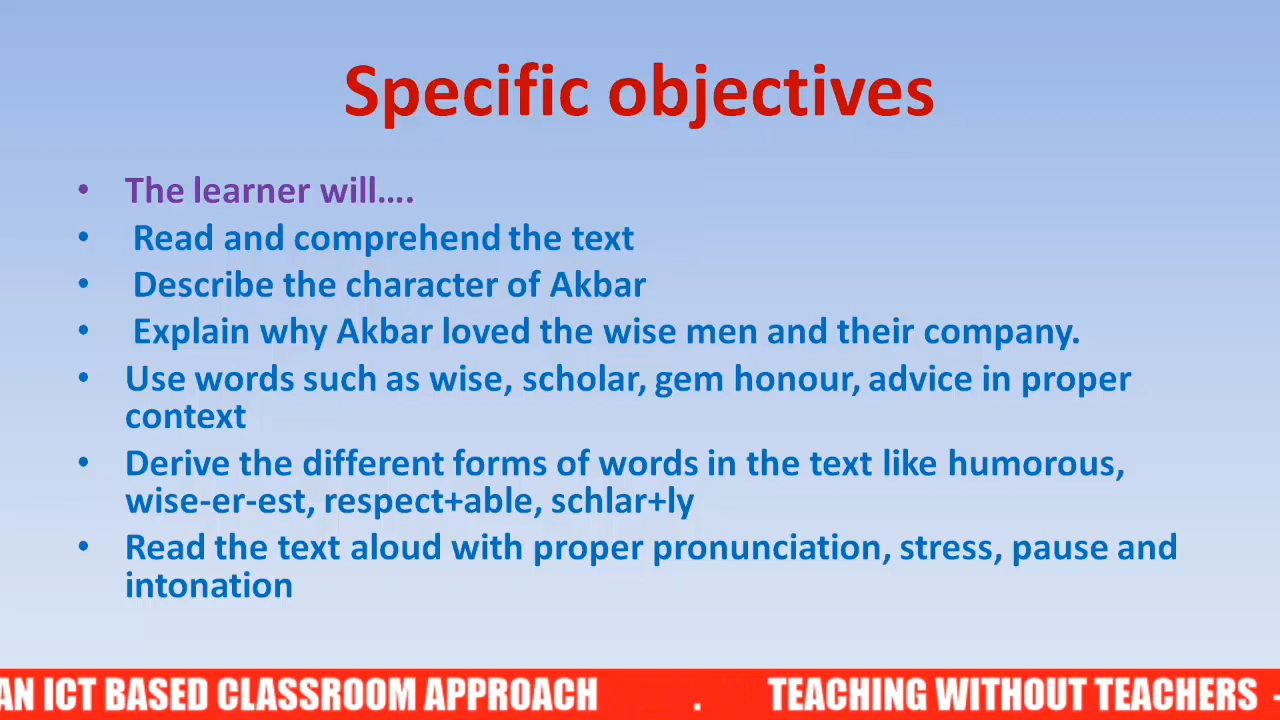 Specific objectives
• The learner will....
• Read and comprehend the text
• Describe the character of Akbar
• Explain why Akbar loved the wise men and their company.
• Use words such as wise, scholar, gem honour, advice in proper
context
• Derive the different forms of words in the text like humorous,
wise-er-est, respect+able, schlar+ly
• Read the text aloud with proper pronunciation, stress, pause and
intonation
AN ICT BASED CLASSROOM APPROACH . TEACHING WITHOUT TEACHERS -